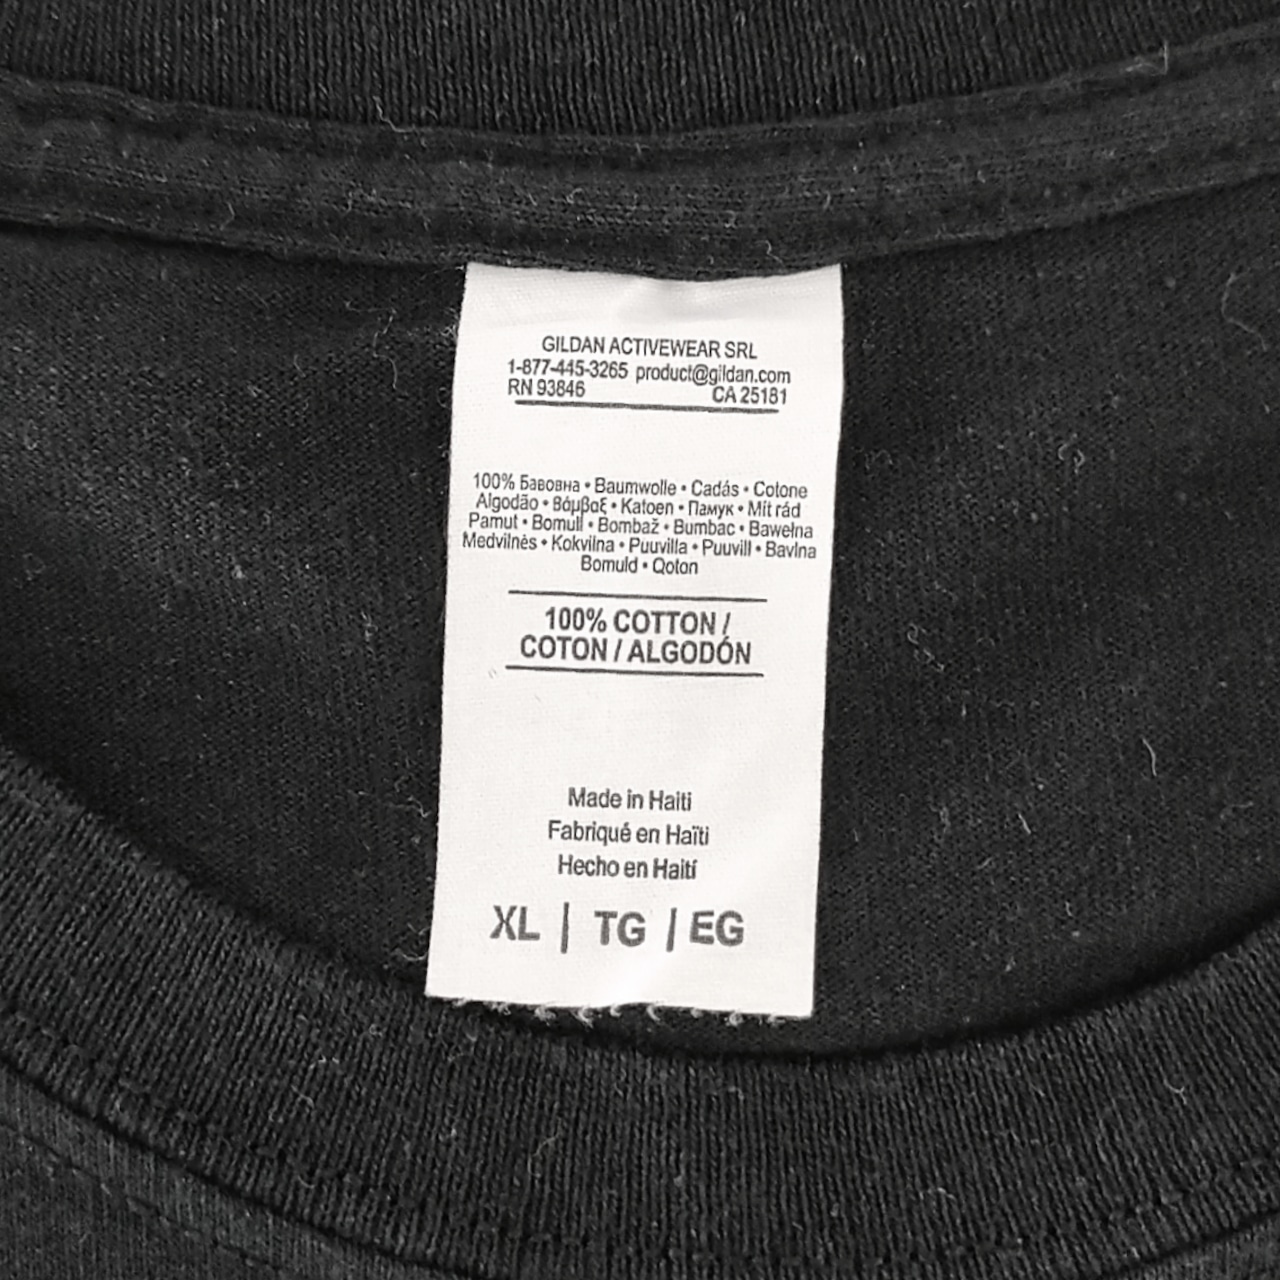 GILDAN ACTIVEWEAR SRL
1-877-445-3265 product@gildan.com
RN 93846 CA 25181
100% Бавовна • Baumwolle • Cadás • Cotone
Algodão • Βάμβαξ • Katoen • Памук • Mit rád
Pamut • Bomull • Bombaž • Bumbac • Bawełna
Medvilnės • Kokvilna • Puuvilla • Puuvill • Bavlna
Bomuld • Qoton
100% COTTON /
COTON / ALGODÓN
Made in Haiti
Fabriqué en Haïti
Hecho en Haití
XL | TG | EG